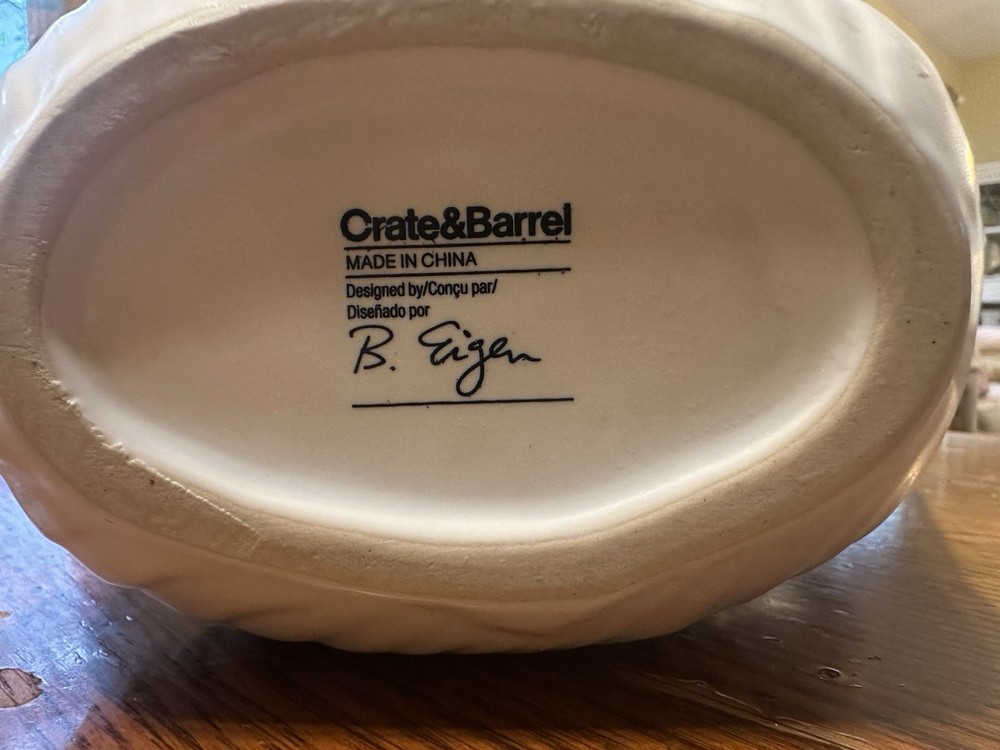 Crate&Barrel
MADE IN CHINA
Designed by/Conçu par/
Diseñado por
B. Eigen